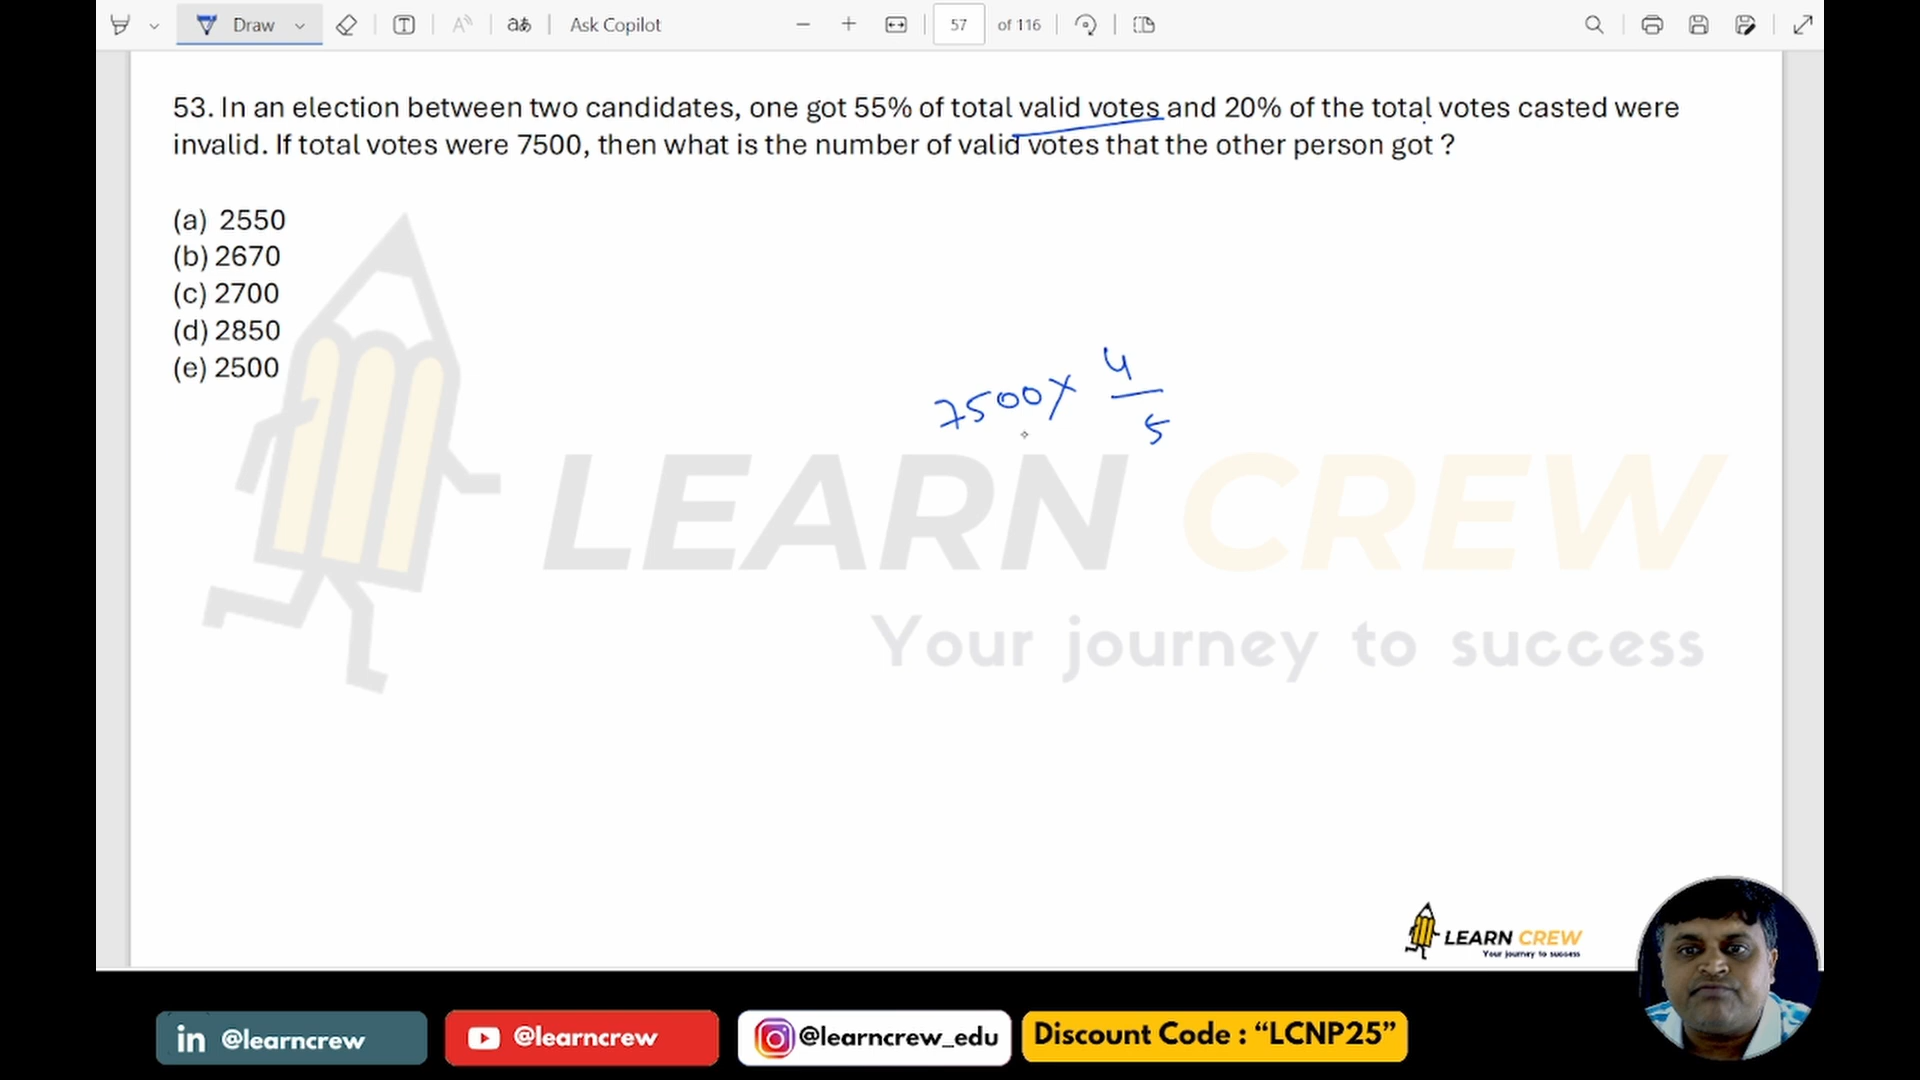 Draw
Ask Copilot
57 of 116
53. In an election between two candidates, one got 55% of total valid votes and 20% of the total votes casted were
invalid. If total votes were 7500, then what is the number of valid votes that the other person got ?
(a) 2550
(b) 2670
(c) 2700
(d) 2850
(e) 2500
7500 x 4
5
LEARN CREW
Your journey to success
LEARN CREW
Your journey to success
in @learncrew
@learncrew
@learncrew_edu
Discount Code : “LCNP25”